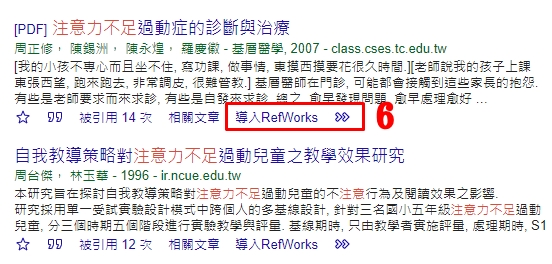 [PDF] 注意力不足過動症的診斷與治療
周正修, 陳錫洲, 陳永煌, 羅慶徽 - 基層醫學, 2007 - class.cses.tc.edu.tw
[我的小孩不專心而且坐不住, 寫功課, 做事情, 東摸西摸要花很久時間.][老師說我的孩子上課
東張西望, 跑來跑去, 非常調皮, 很難管教.] 基層醫師在門診, 可能都會接觸到這些家長的抱怨.
有些是老師要求而來求診, 有些是自發來求診, 總之, 愈早發現問題, 愈早處理愈好 ...
被引用 14 次 相關文章 導入RefWorks 6
自我教導策略對注意力不足過動兒童之教學效果研究
周台傑, 林玉華 - 1996 - ir.ncue.edu.tw
本研究旨在探討自我教導策略對注意力不足過動兒童的不注意行為及閱讀效果之影響.
研究採用單一受試實驗設計模式中跨個人的多基線設計, 針對三名國小五年級注意力不足過動
兒童, 分三個時期五個階段進行實驗教學與評量. 基線期時, 只由教學者實施評量, 處理期時, S1
被引用 12 次 相關文章 導入RefWorks